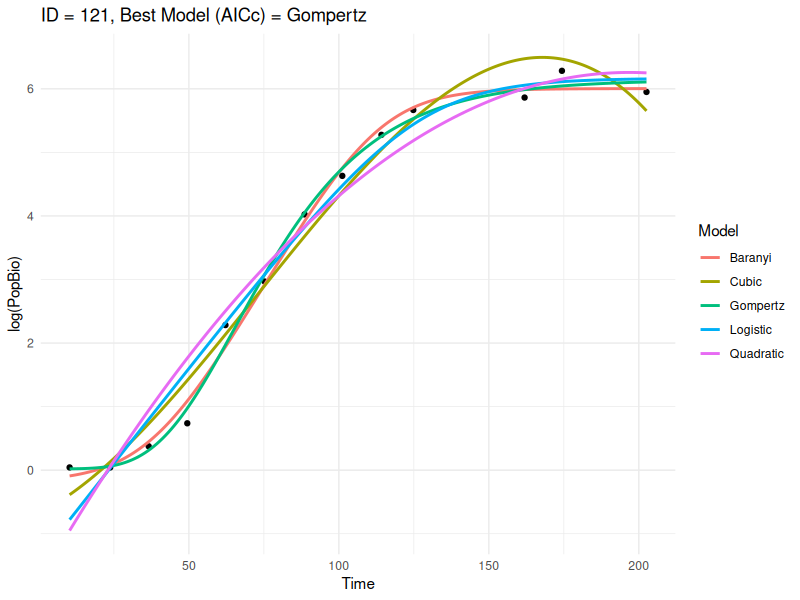 ID = 121, Best Model (AICc) = Gompertz
log(PopBio)
6
4
2
0
50
100
150
200
Time
Model
Baranyi
Cubic
Gompertz
Logistic
Quadratic